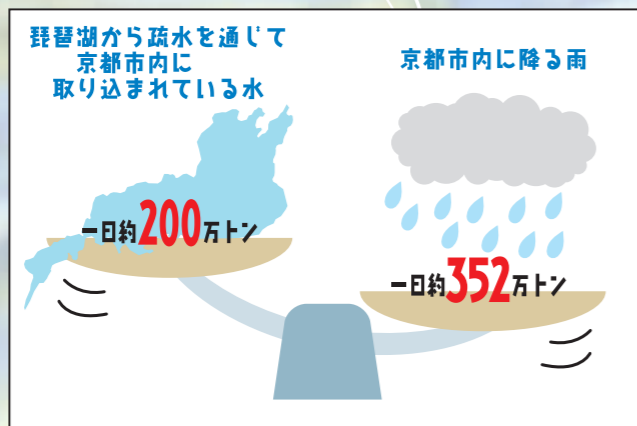 琵琶湖から疏水を通じて
京都市内に
取り込まれている水
一日約200万トン
京都市内に降る雨
一日約352万トン